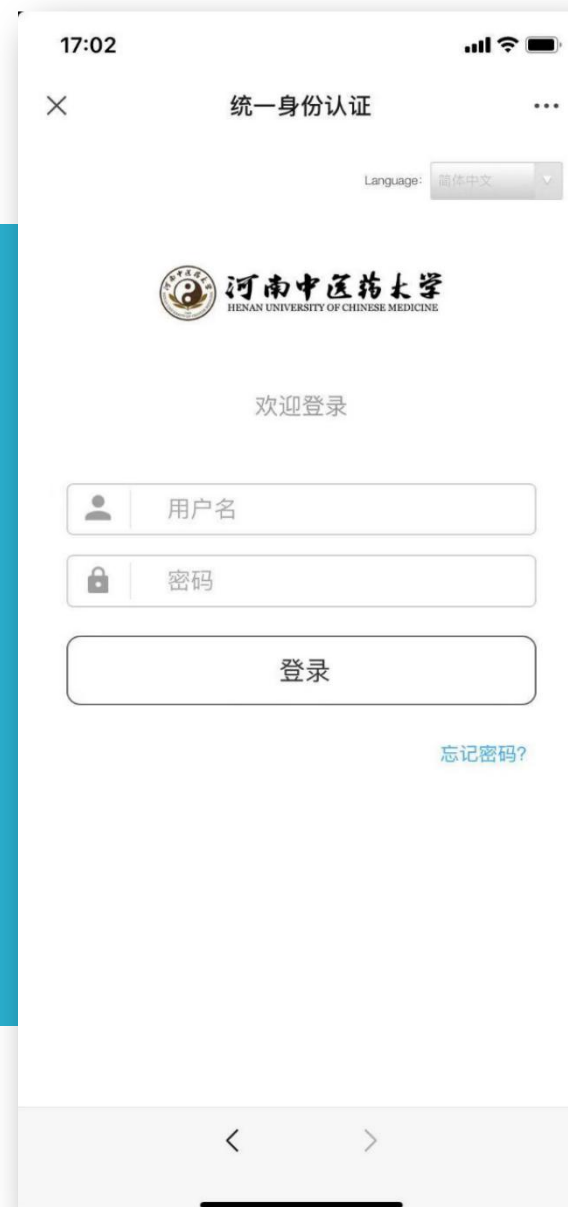 17:02
统一身份认证
Language: 简体中文
河南中医药大学
HENAN UNIVERSITY OF CHINESE MEDICINE
欢迎登录
用户名
密码
登录
忘记密码?